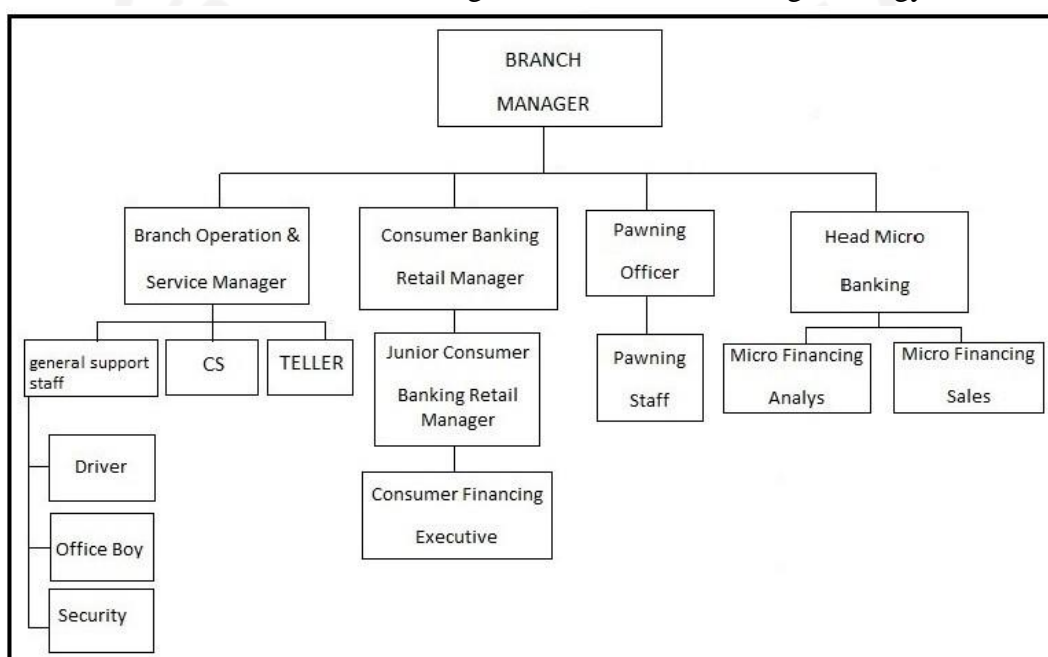 BRANCH
MANAGER
Branch Operation &
Service Manager
Consumer Banking
Retail Manager
Pawning
Officer
Head Micro
Banking
general support
staff
CS
TELLER
Junior Consumer
Banking Retail
Manager
Pawning
Staff
Micro Financing
Analys
Micro Financing
Sales
Driver
Consumer Financing
Executive
Office Boy
Security